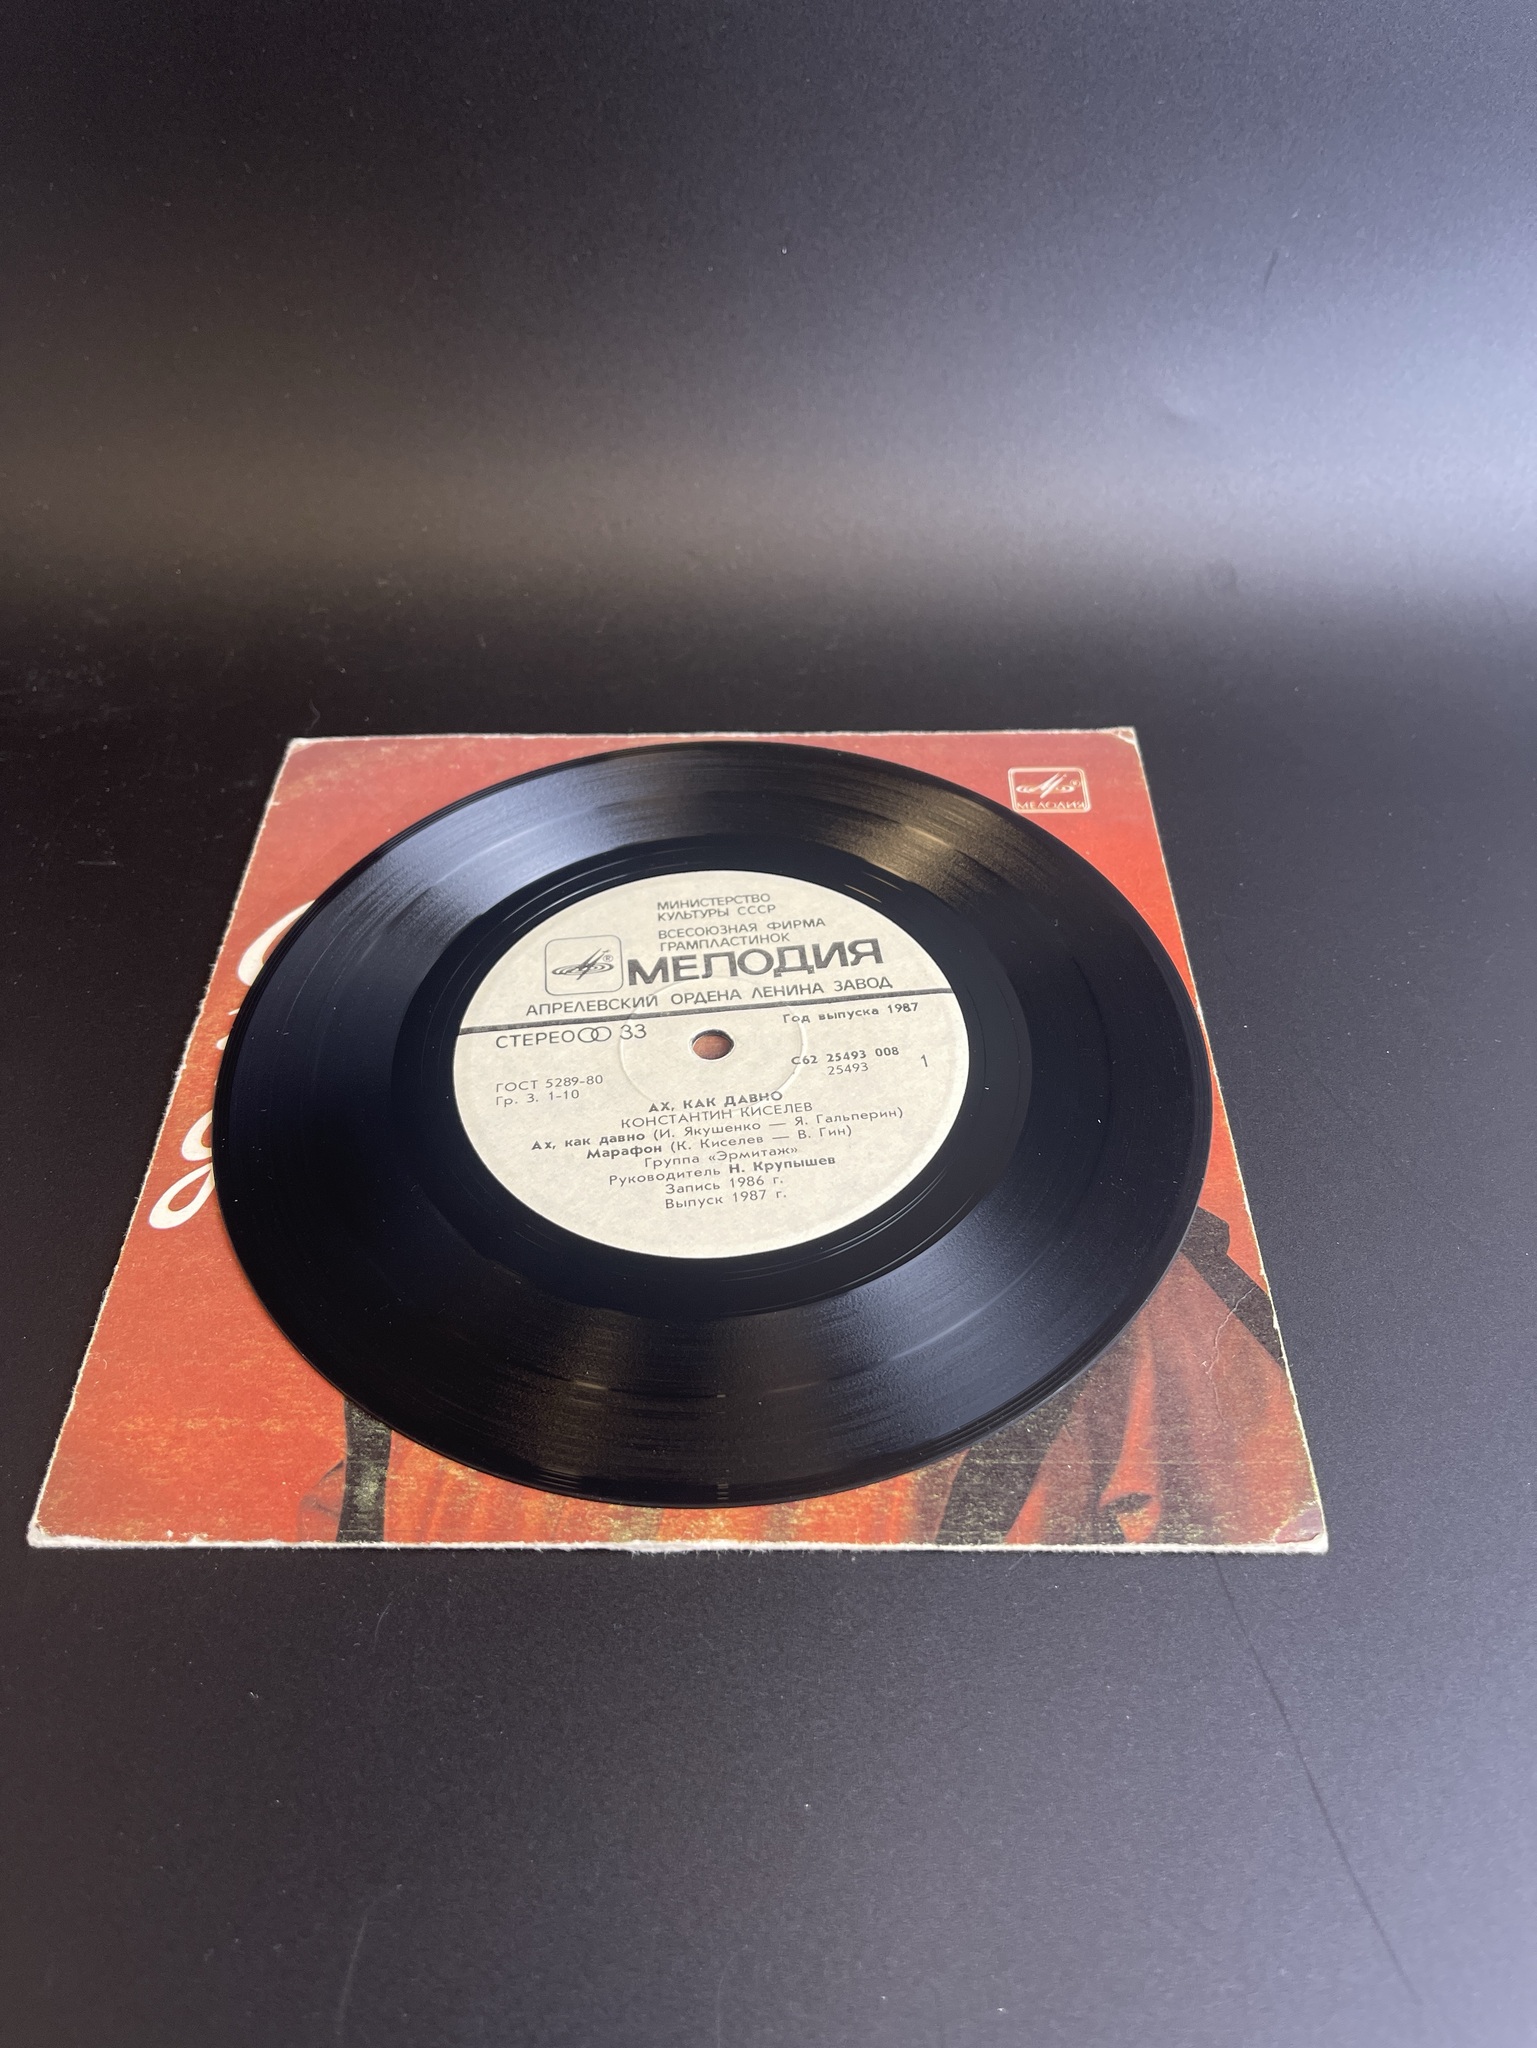 МЕЛОДИЯ
МИНИСТЕРСТВО
КУЛЬТУРЫ СССР
ВСЕСОЮЗНАЯ ФИРМА
ГРАМПЛАСТИНОК
МЕЛОДИЯ
АПРЕЛЕВСКИЙ ОРДЕНА ЛЕНИНА ЗАВОД
СТЕРЕО 33
Год выпуска 1987
ГОСТ 5289-80
Гр. 3. 1-10
С62 25493 008
25493
1
АХ, КАК ДАВНО
КОНСТАНТИН КИСЕЛЕВ
Ах, как давно (И. Якушенко — Я. Гальперин)
Марафон (К. Киселев — В. Гин)
Группа «Эрмитаж»
Руководитель Н. Крупышев
Запись 1986 г.
Выпуск 1987 г.